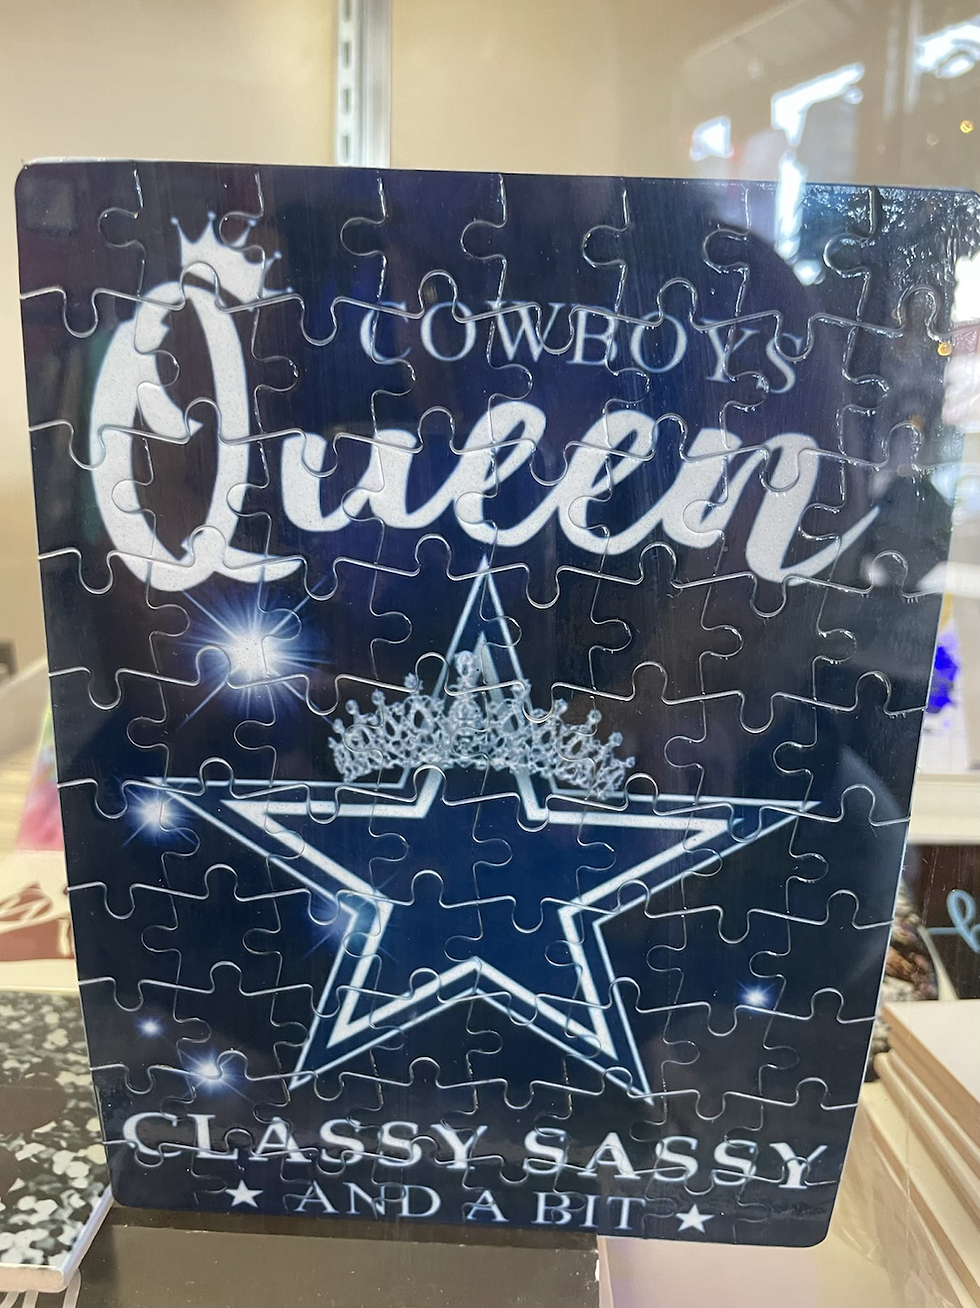 COWBOYS
Queen
CLASSY SASSY
AND A BIT